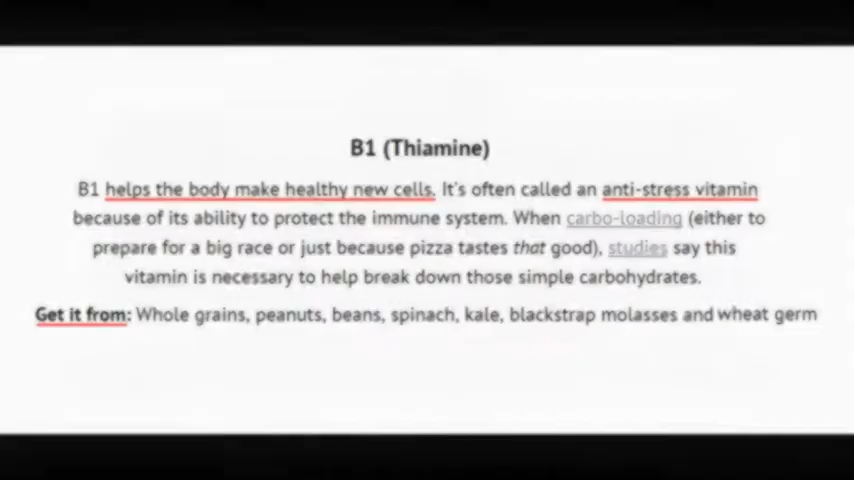 B1 (Thiamine)
B1 helps the body make healthy new cells. It's often called an anti-stress vitamin
because of its ability to protect the immune system. When carbo-loading (either to
prepare for a big race or just because pizza tastes that good), studies say this
vitamin is necessary to help break down those simple carbohydrates.
Get it from: Whole grains, peanuts, beans, spinach, kale, blackstrap molasses and wheat germ